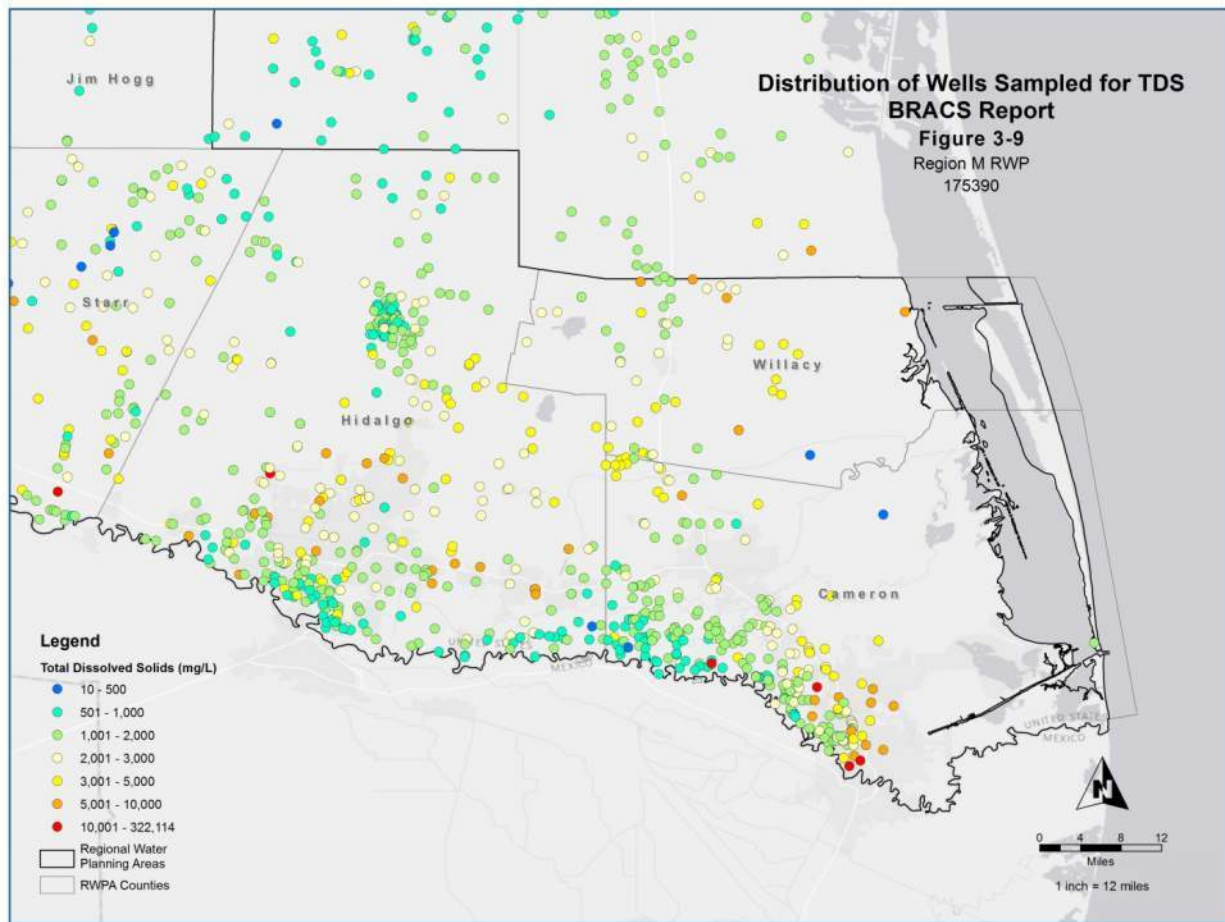 Distribution of Wells Sampled for TDS
BRACS Report
Figure 3-9
Region M RWP
175390
Jim Hogg
Starr
Hidalgo
Willacy
Cameron
UNITED STATES
MEXICO
UNITED STATES
MEXICO
Legend
Total Dissolved Solids (mg/L)
10 - 500
501 - 1,000
1,001 - 2,000
2,001 - 3,000
3,001 - 5,000
5,001 - 10,000
10,001 - 322,114
Regional Water
Planning Areas
RWPA Counties
N
0 4 8 12
Miles
1 inch = 12 miles